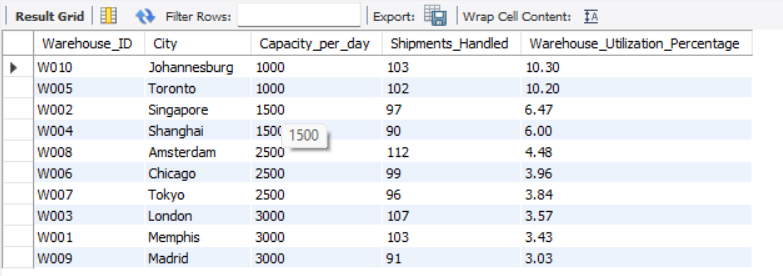 Result Grid Filter Rows: Export: Wrap Cell Content:
Warehouse_ID City Capacity_per_day Shipments_Handled Warehouse_Utilization_Percentage
W010 Johannesburg 1000 103 10.30
W005 Toronto 1000 102 10.20
W002 Singapore 1500 97 6.47
W004 Shanghai 1500 1500 90 6.00
W008 Amsterdam 2500 112 4.48
W006 Chicago 2500 99 3.96
W007 Tokyo 2500 96 3.84
W003 London 3000 107 3.57
W001 Memphis 3000 103 3.43
W009 Madrid 3000 91 3.03